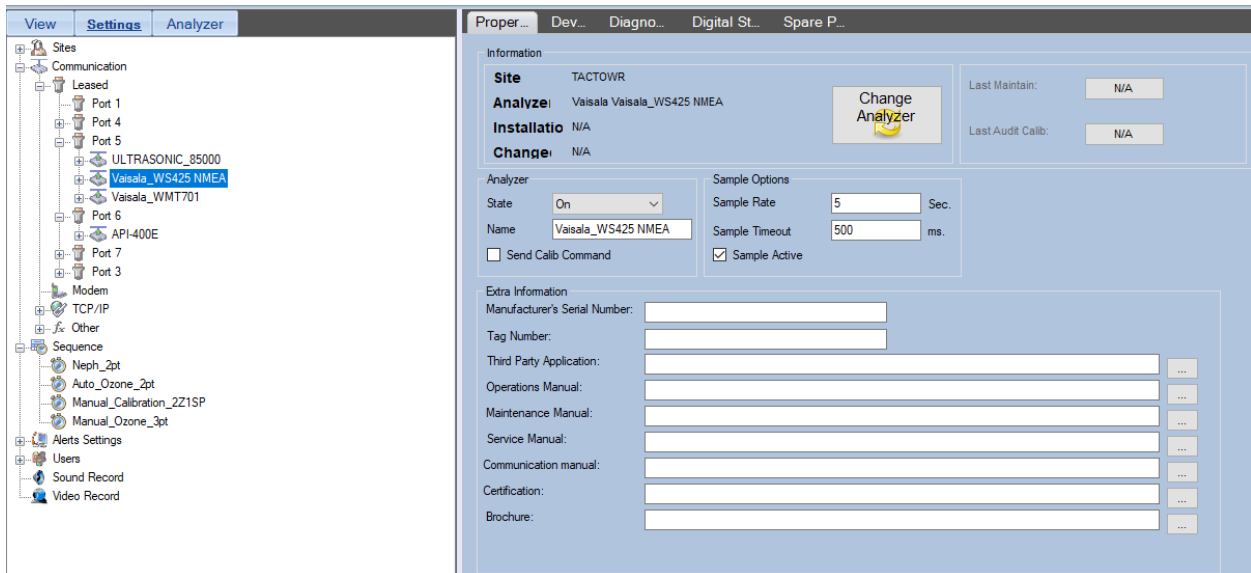 View Settings Analyzer
Sites
Communication
Leased
Port 1
Port 4
Port 5
ULTRASONIC_85000
Vaisala_WS425 NMEA
Vaisala_WMT701
Port 6
API-400E
Port 7
Port 3
Modem
TCP/IP
fx Other
Sequence
Neph_2pt
Auto_Ozone_2pt
Manual_Calibration_2Z1SP
Manual_Ozone_3pt
Alerts Settings
Users
Sound Record
Video Record
Proper... Dev... Diagno... Digital St... Spare P...
Information
Site TACTOWR
Analyze Vaisala Vaisala_WS425 NMEA
Installatio N/A
Change N/A
Change
Analyzer
Last Maintain: N/A
Last Audit Calib: N/A
Analyzer
State On
Name Vaisala_WS425 NMEA
Send Calib Command
Sample Options
Sample Rate 5 Sec.
Sample Timeout 500 ms.
Sample Active
Extra Information
Manufacturer's Serial Number:
Tag Number:
Third Party Application: ...
Operations Manual: ...
Maintenance Manual: ...
Service Manual: ...
Communication manual: ...
Certification: ...
Brochure: ...